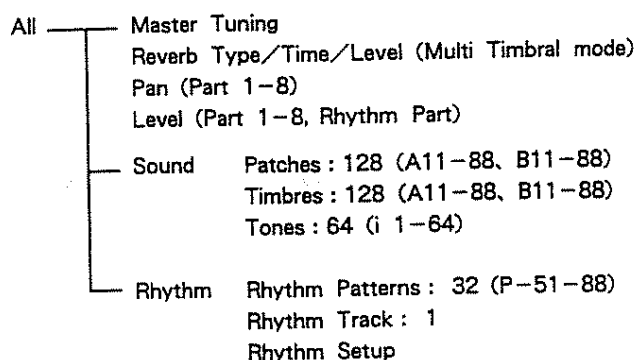 All Master Tuning
Reverb Type／Time／Level (Multi Timbral mode)
Pan (Part 1－8)
Level (Part 1－8, Rhythm Part)
Sound Patches : 128 (A11－88、B11－88)
Timbres : 128 (A11－88、B11－88)
Tones : 64 (i 1－64)
Rhythm Rhythm Patterns : 32 (P－51－88)
Rhythm Track : 1
Rhythm Setup